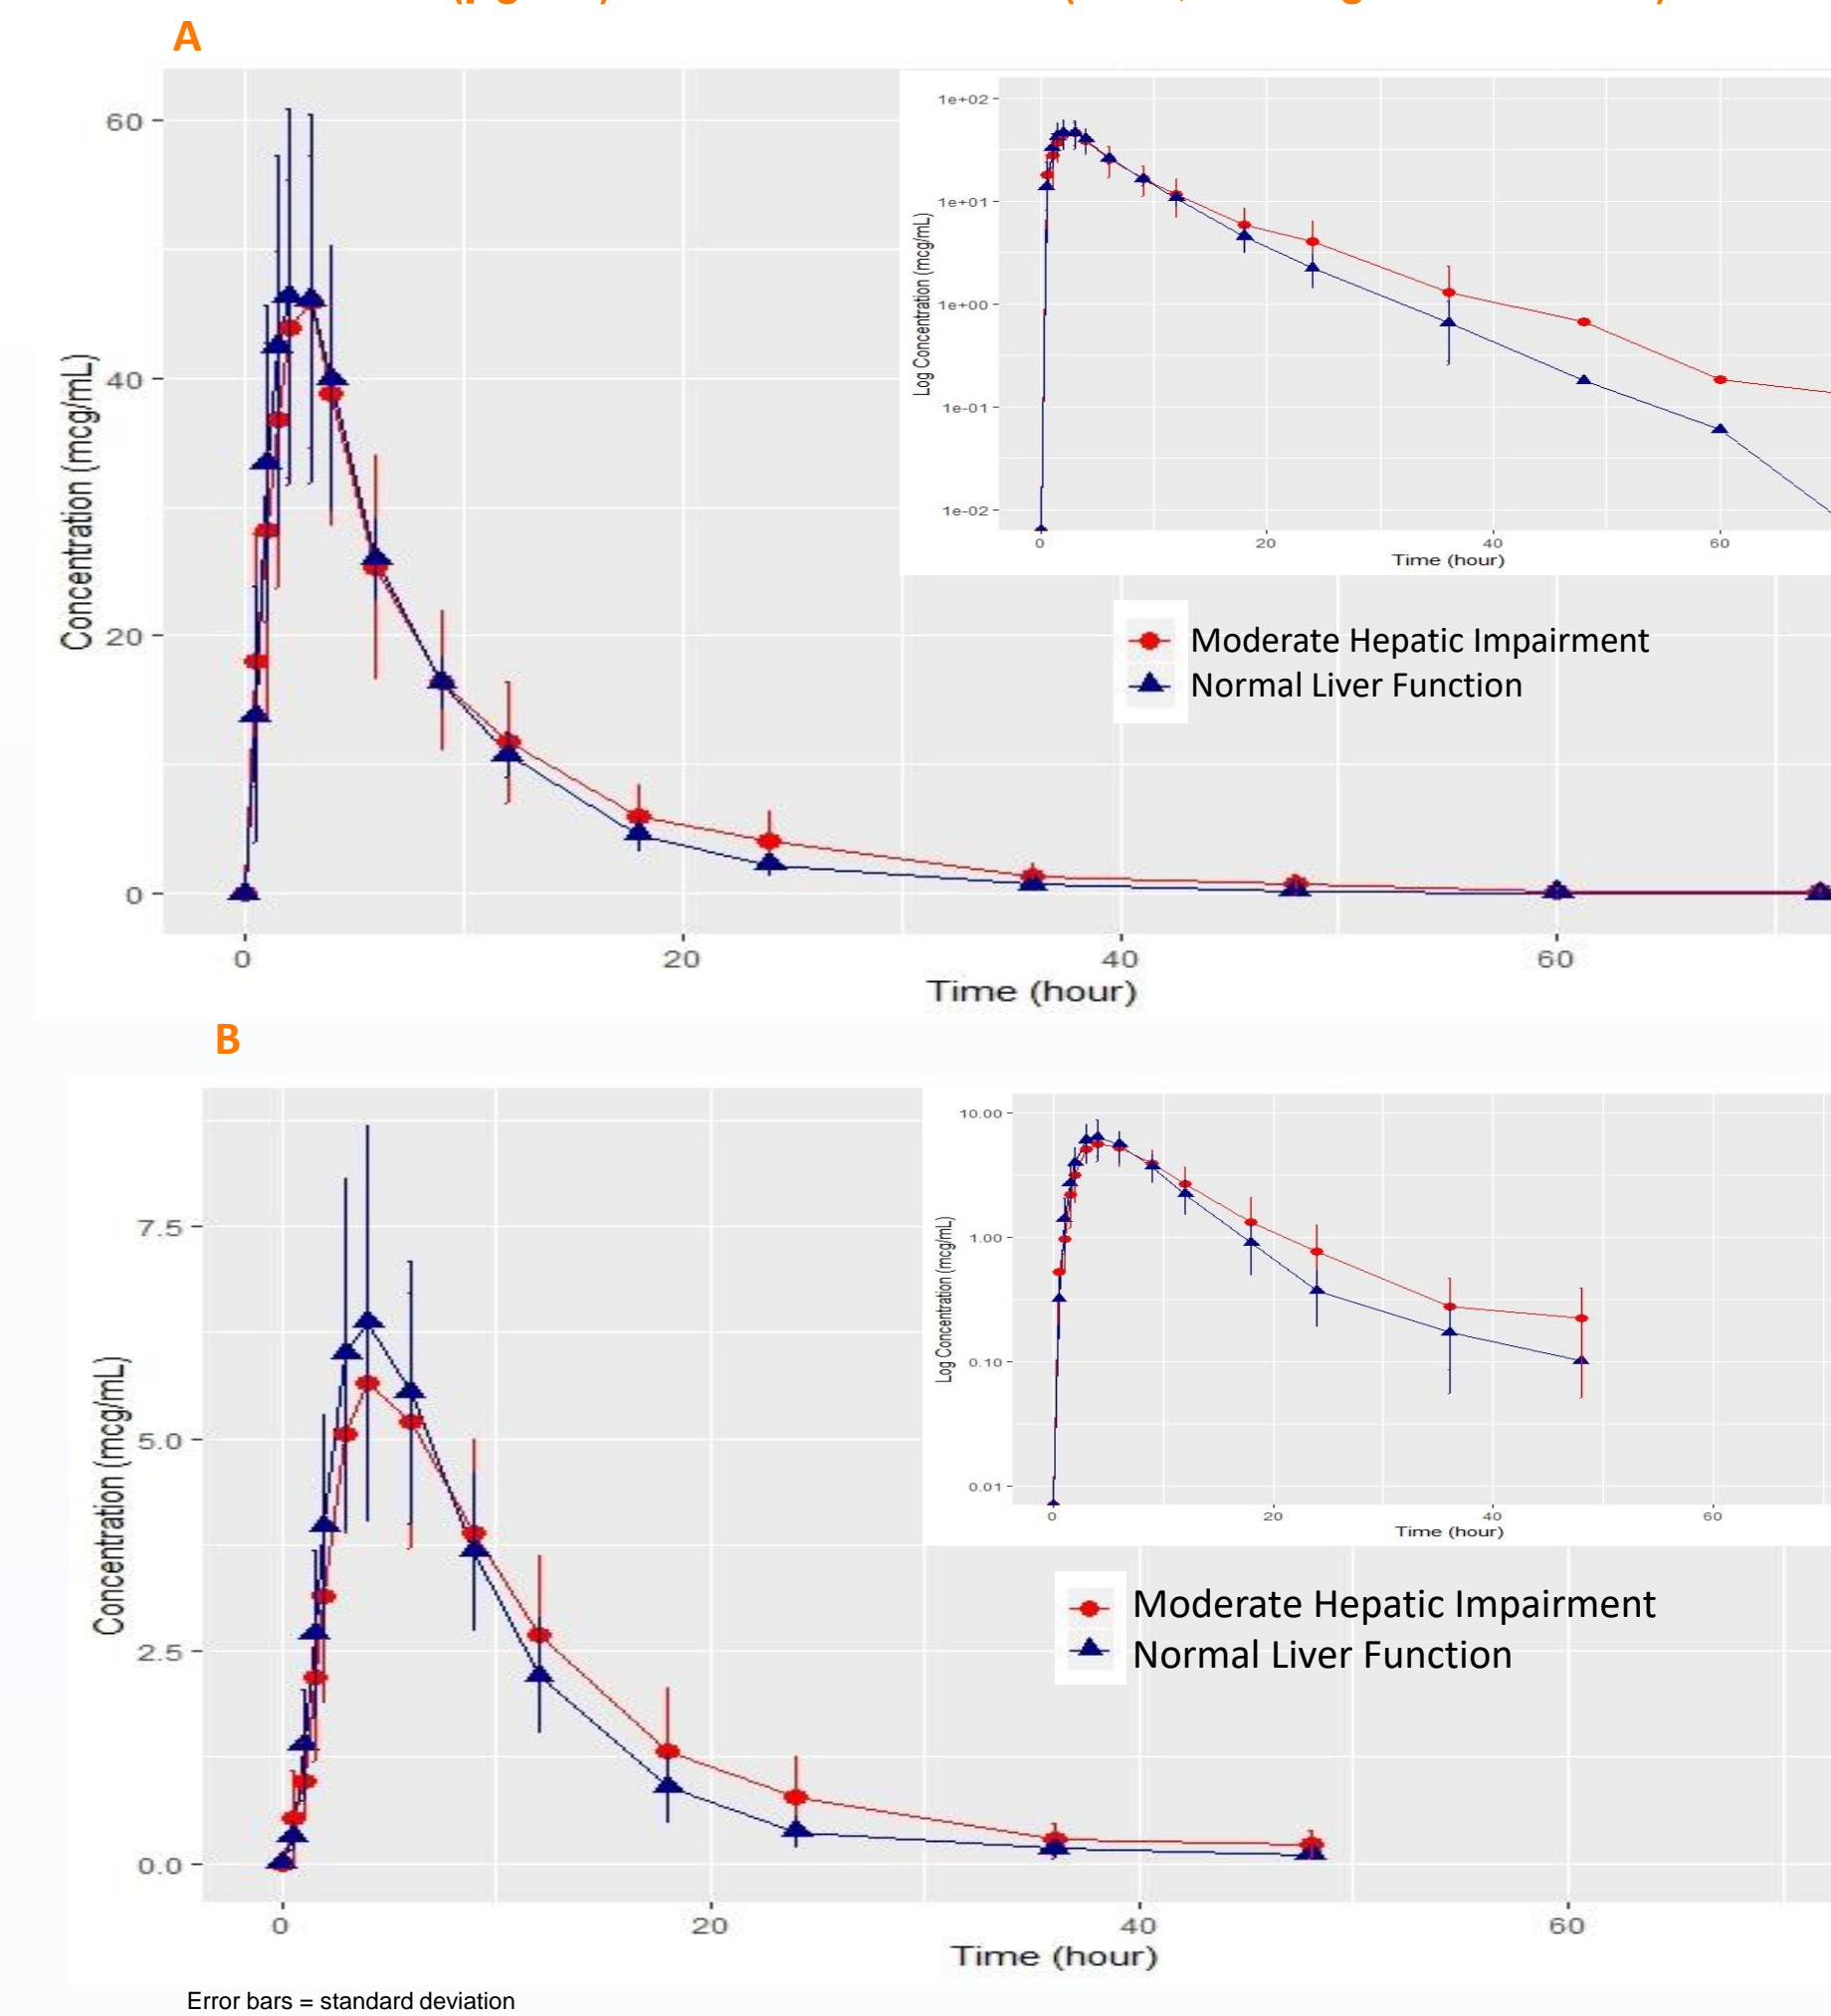 A
60
40
20
0
Concentration (mcg/mL)
0 20 40 60
Time (hour)
1e+02
1e+01
1e+00
1e-01
1e-02
Log Concentration (mcg/mL)
0 20 40 60
Time (hour)
Moderate Hepatic Impairment
Normal Liver Function
B
7.5
5.0
2.5
0.0
Concentration (mcg/mL)
0 20 40 60
Time (hour)
10.00
1.00
0.10
0.01
Log Concentration (mcg/mL)
0 20 40 60
Time (hour)
Moderate Hepatic Impairment
Normal Liver Function
Error bars = standard deviation